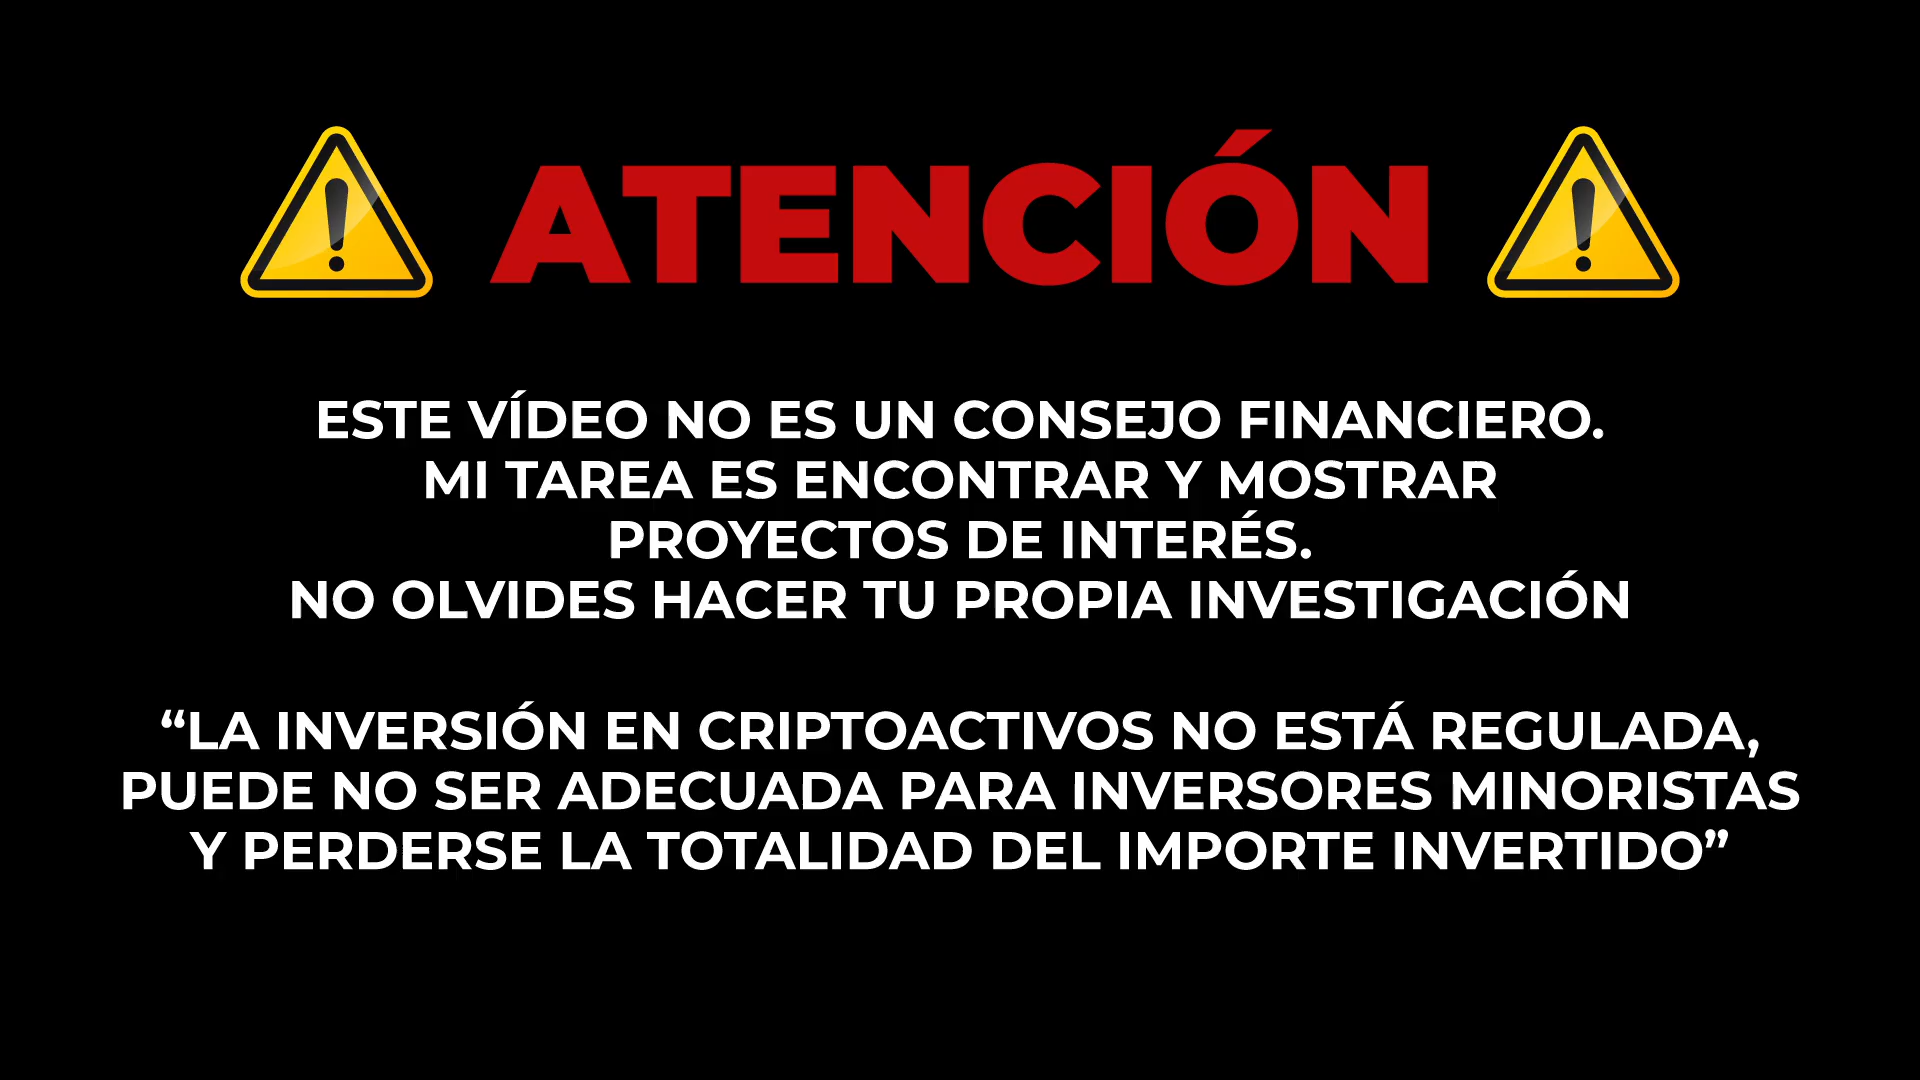 ATENCIÓN
ESTE VÍDEO NO ES UN CONSEJO FINANCIERO.
MI TAREA ES ENCONTRAR Y MOSTRAR
PROYECTOS DE INTERÉS.
NO OLVIDES HACER TU PROPIA INVESTIGACIÓN
“LA INVERSIÓN EN CRIPTOACTIVOS NO ESTÁ REGULADA,
PUEDE NO SER ADECUADA PARA INVERSORES MINORISTAS
Y PERDERSE LA TOTALIDAD DEL IMPORTE INVERTIDO”